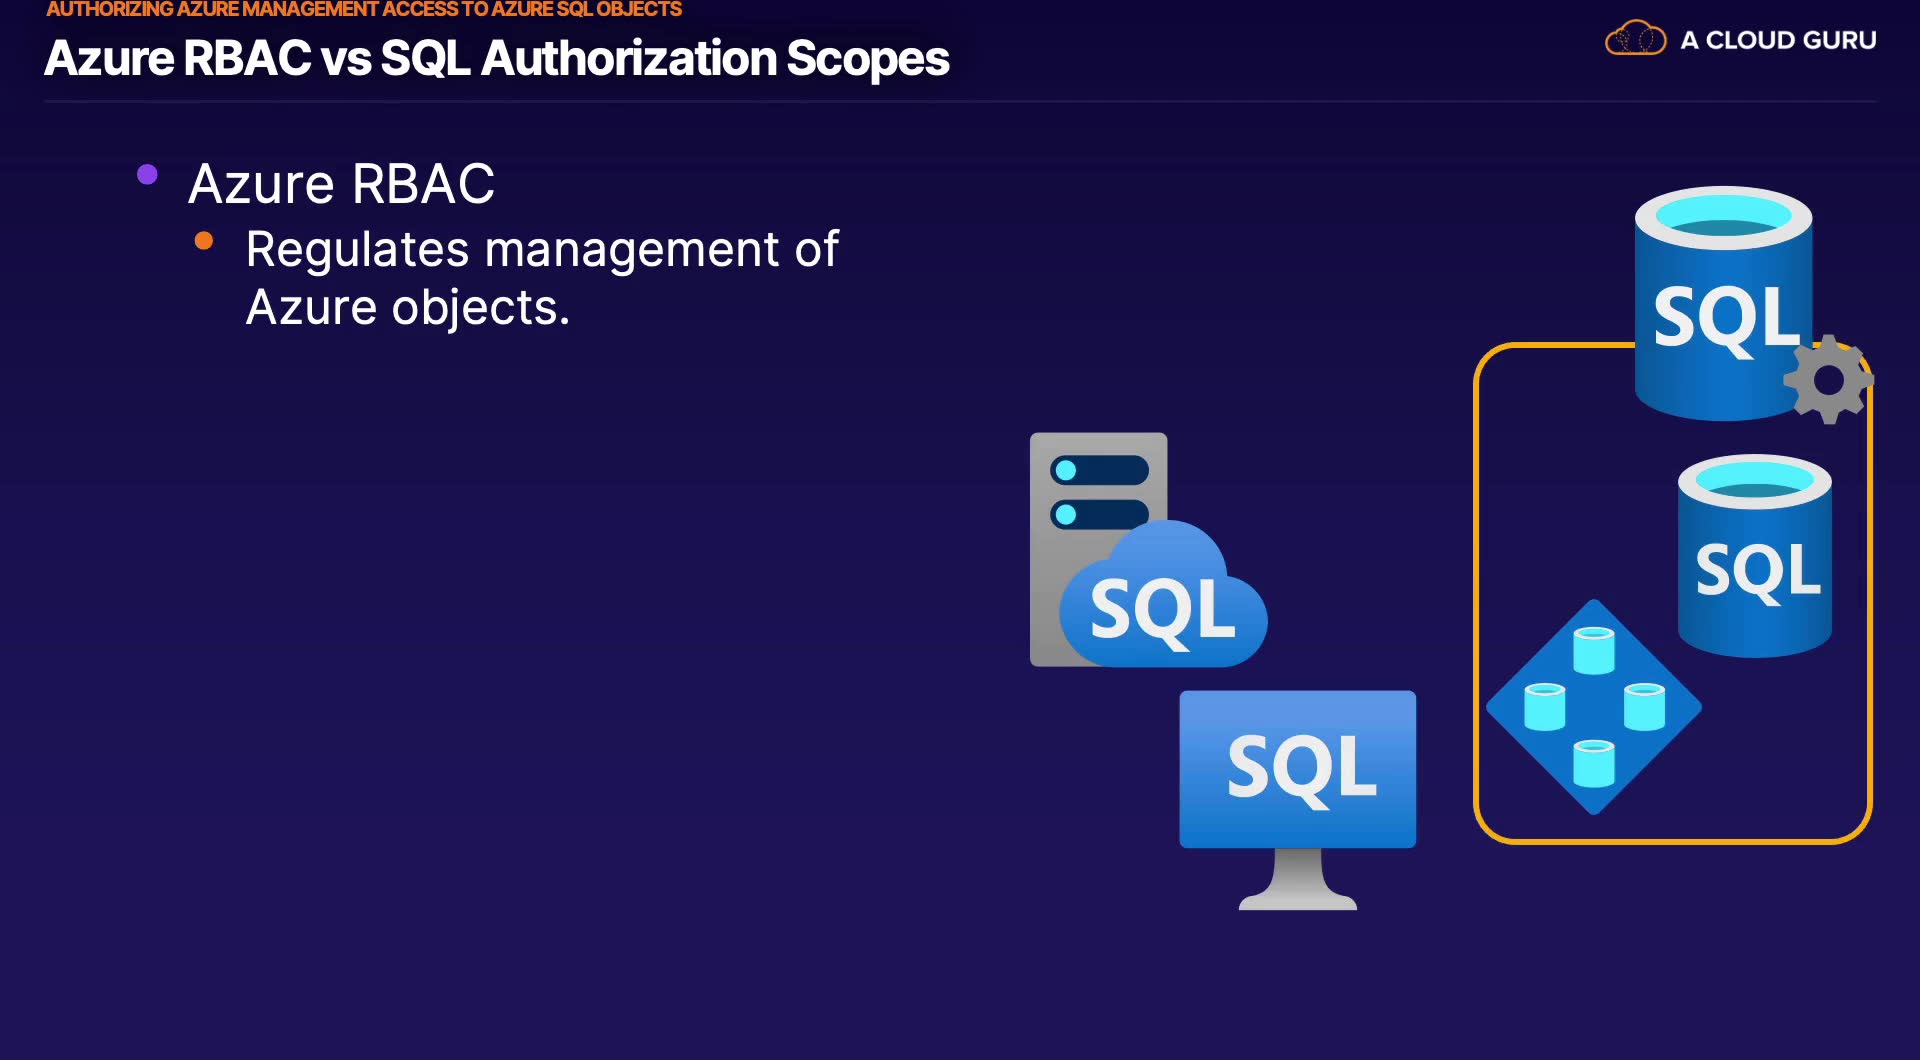 AUTHORIZING AZURE MANAGEMENT ACCESS TO AZURE SQL OBJECTS
Azure RBAC vs SQL Authorization Scopes
A CLOUD GURU
Azure RBAC
Regulates management of
Azure objects.
SQL
SQL
SQL
SQL